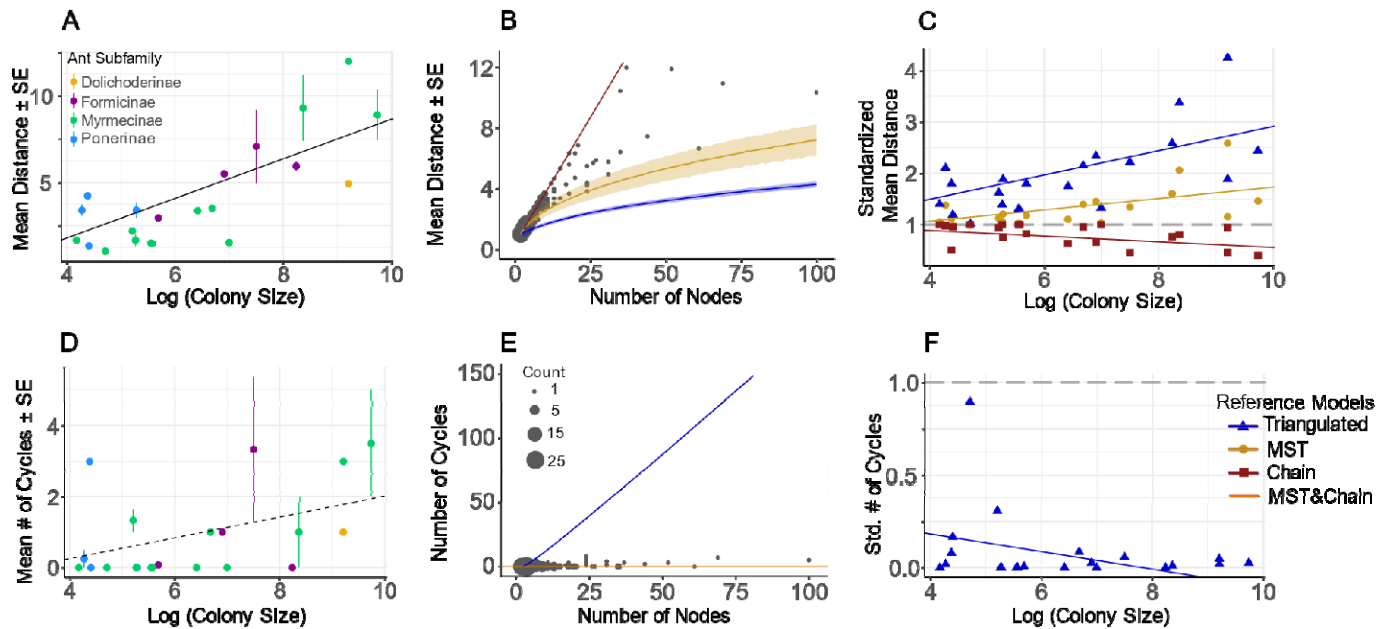 A
Mean Distance ± SE
10
5
Ant Subfamily
Dolichoderinae
Formicinae
Myrmecinae
Ponerinae
4
6
8
10
Log (Colony Size)
B
Mean Distance ± SE
12
8
4
0
0
25
50
75
100
Number of Nodes
C
Standardized
Mean Distance
4
3
2
1
4
6
8
10
Log (Colony Size)
D
Mean # of Cycles ± SE
4
2
0
4
6
8
10
Log (Colony Size)
E
Number of Cycles
150
100
50
0
Count
1
5
15
25
0
25
50
75
100
Number of Nodes
F
Std. # of Cycles
1.0
0.5
0.0
Reference Models
Triangulated
MST
Chain
MST&Chain
4
6
8
10
Log (Colony Size)